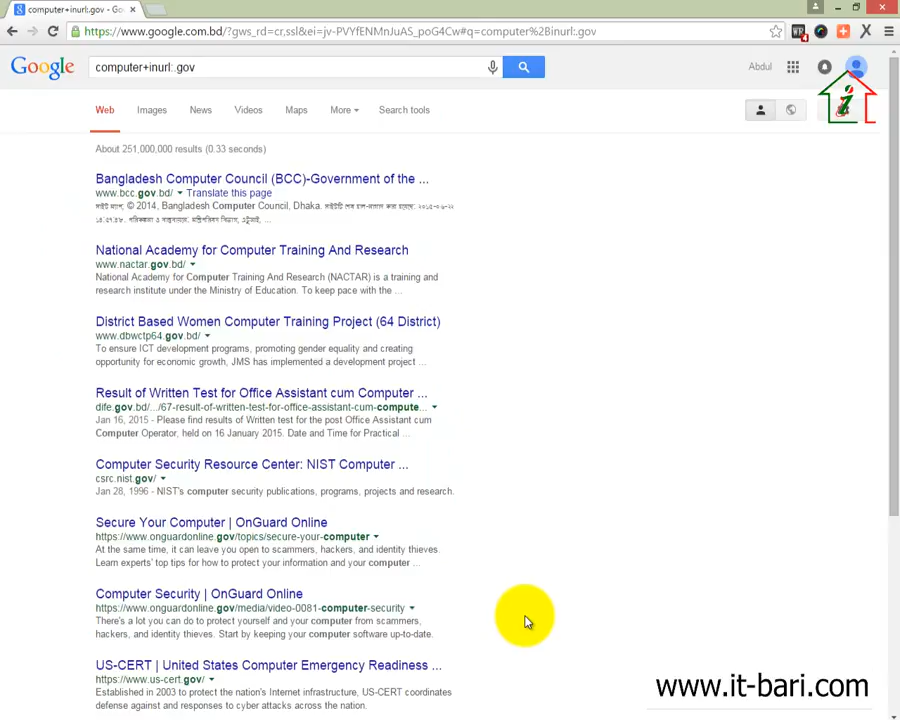 computer+inurl:.gov - Goo
https://www.google.com.bd/?gws_rd=cr,ssl&ei=jv-PVYfENMnJuAS_poG4Cw#q=computer%2Binurl:.gov
Google
computer+inurl:.gov
Abdul
Web Images News Videos Maps More Search tools
About 251,000,000 results (0.33 seconds)
Bangladesh Computer Council (BCC)-Government of the ...
www.bcc.gov.bd/ Translate this page
© 2014, Bangladesh Computer Council, Dhaka.
National Academy for Computer Training And Research
www.nactar.gov.bd/
National Academy for Computer Training And Research (NACTAR) is a training and
research institute under the Ministry of Education. To keep pace with the ...
District Based Women Computer Training Project (64 District)
www.dbwctp64.gov.bd/
To ensure ICT development programs, promoting gender equality and creating
opportunity for economic growth, JMS has implemented a development project ...
Result of Written Test for Office Assistant cum Computer ...
dife.gov.bd/.../67-result-of-written-test-for-office-assistant-cum-compute...
Jan 16, 2015 - Please find results of Written test for the post Office Assistant cum
Computer Operator, held on 16 January 2015. Date and Time for Practical ...
Computer Security Resource Center: NIST Computer ...
csrc.nist.gov/
Jan 28, 1996 - NIST's computer security publications, programs, projects and research.
Secure Your Computer | OnGuard Online
https://www.onguardonline.gov/topics/secure-your-computer
At the same time, it can leave you open to scammers, hackers, and identity thieves.
Learn experts' top tips for how to protect your information and your computer ...
Computer Security | OnGuard Online
https://www.onguardonline.gov/media/video-0081-computer-security
There's a lot you can do to protect yourself and your computer from scammers,
hackers, and identity thieves. Start by keeping your computer software up-to-date.
US-CERT | United States Computer Emergency Readiness ...
https://www.us-cert.gov/
Established in 2003 to protect the nation's Internet infrastructure, US-CERT coordinates
defense against and responses to cyber attacks across the nation.
www.it-bari.com